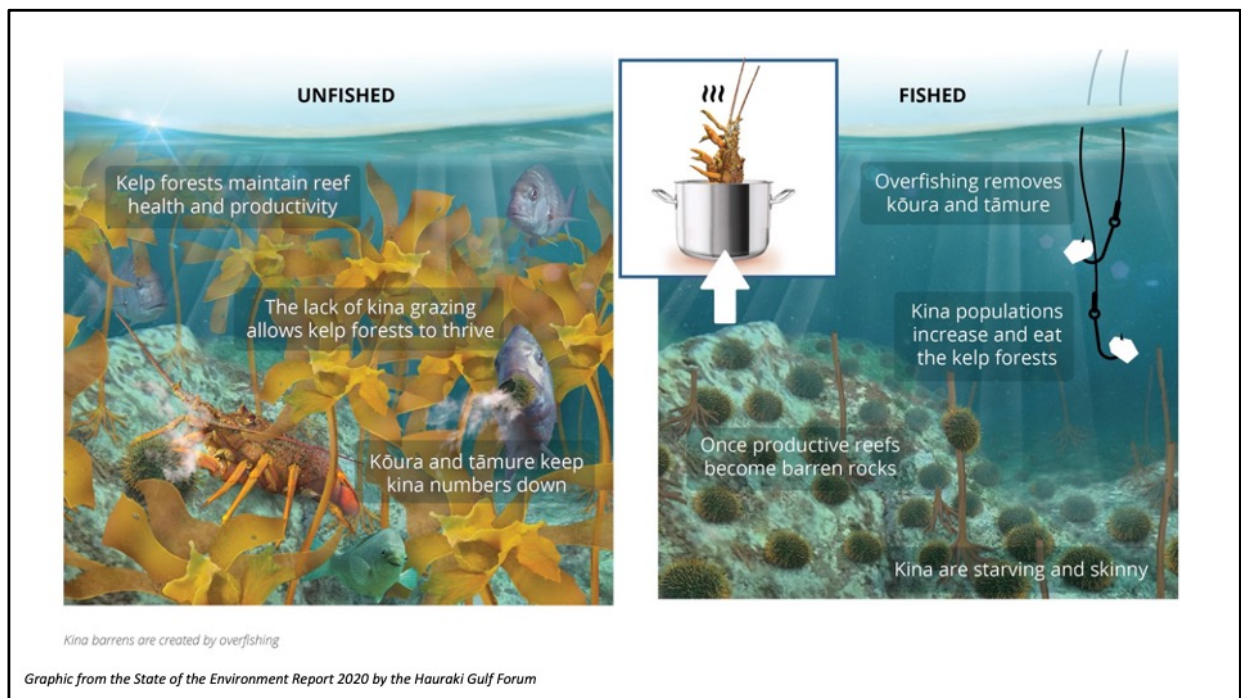 UNFISHED
Kelp forests maintain reef
health and productivity
The lack of kina grazing
allows kelp forests to thrive
Kōura and tāmure keep
kina numbers down
FISHED
Overfishing removes
kōura and tāmure
Kina populations
increase and eat
the kelp forests
Once productive reefs
become barren rocks
Kina are starving and skinny
Kina barrens are created by overfishing
Graphic from the State of the Environment Report 2020 by the Hauraki Gulf Forum